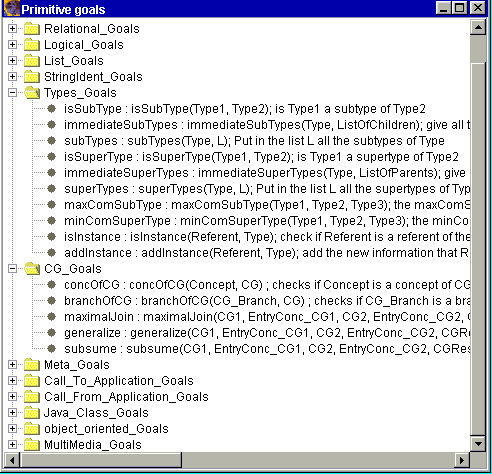 Primitive goals
Relational_Goals
Logical_Goals
List_Goals
StringIdent_Goals
Types_Goals
isSubType : isSubType(Type1, Type2); is Type1 a subtype of Type2
immediateSubTypes : immediateSubTypes(Type, ListOfChildren); give all t
subTypes : subTypes(Type, L); Put in the list L all the subtypes of Type
isSuperType : isSuperType(Type1, Type2); is Type1 a supertype of Type2
immediateSuperTypes : immediateSuperTypes(Type, ListOfParents); give
superTypes : superTypes(Type, L); Put in the list L all the supertypes of Typ
maxComSubType : maxComSubType(Type1, Type2, Type3); the maxComS
minComSuperType : minComSuperType(Type1, Type2, Type3); the minCo
isInstance : isInstance(Referent, Type); check if Referent is a referent of the
addInstance : addInstance(Referent, Type); add the new information that R
CG_Goals
concOfCG : concOfCG(Concept, CG) ; checks if Concept is a concept of CG
branchOfCG : branchOfCG(CG_Branch, CG) ; checks if CG_Branch is a bra
maximalJoin : maximalJoin(CG1, EntryConc_CG1, CG2, EntryConc_CG2, (
generalize : generalize(CG1, EntryConc_CG1, CG2, EntryConc_CG2, CGR
subsume : subsume(CG1, EntryConc_CG1, CG2, EntryConc_CG2, CGRes
Meta_Goals
Call_To_Application_Goals
Call_From_Application_Goals
Java_Class_Goals
object_oriented_Goals
MultiMedia_Goals